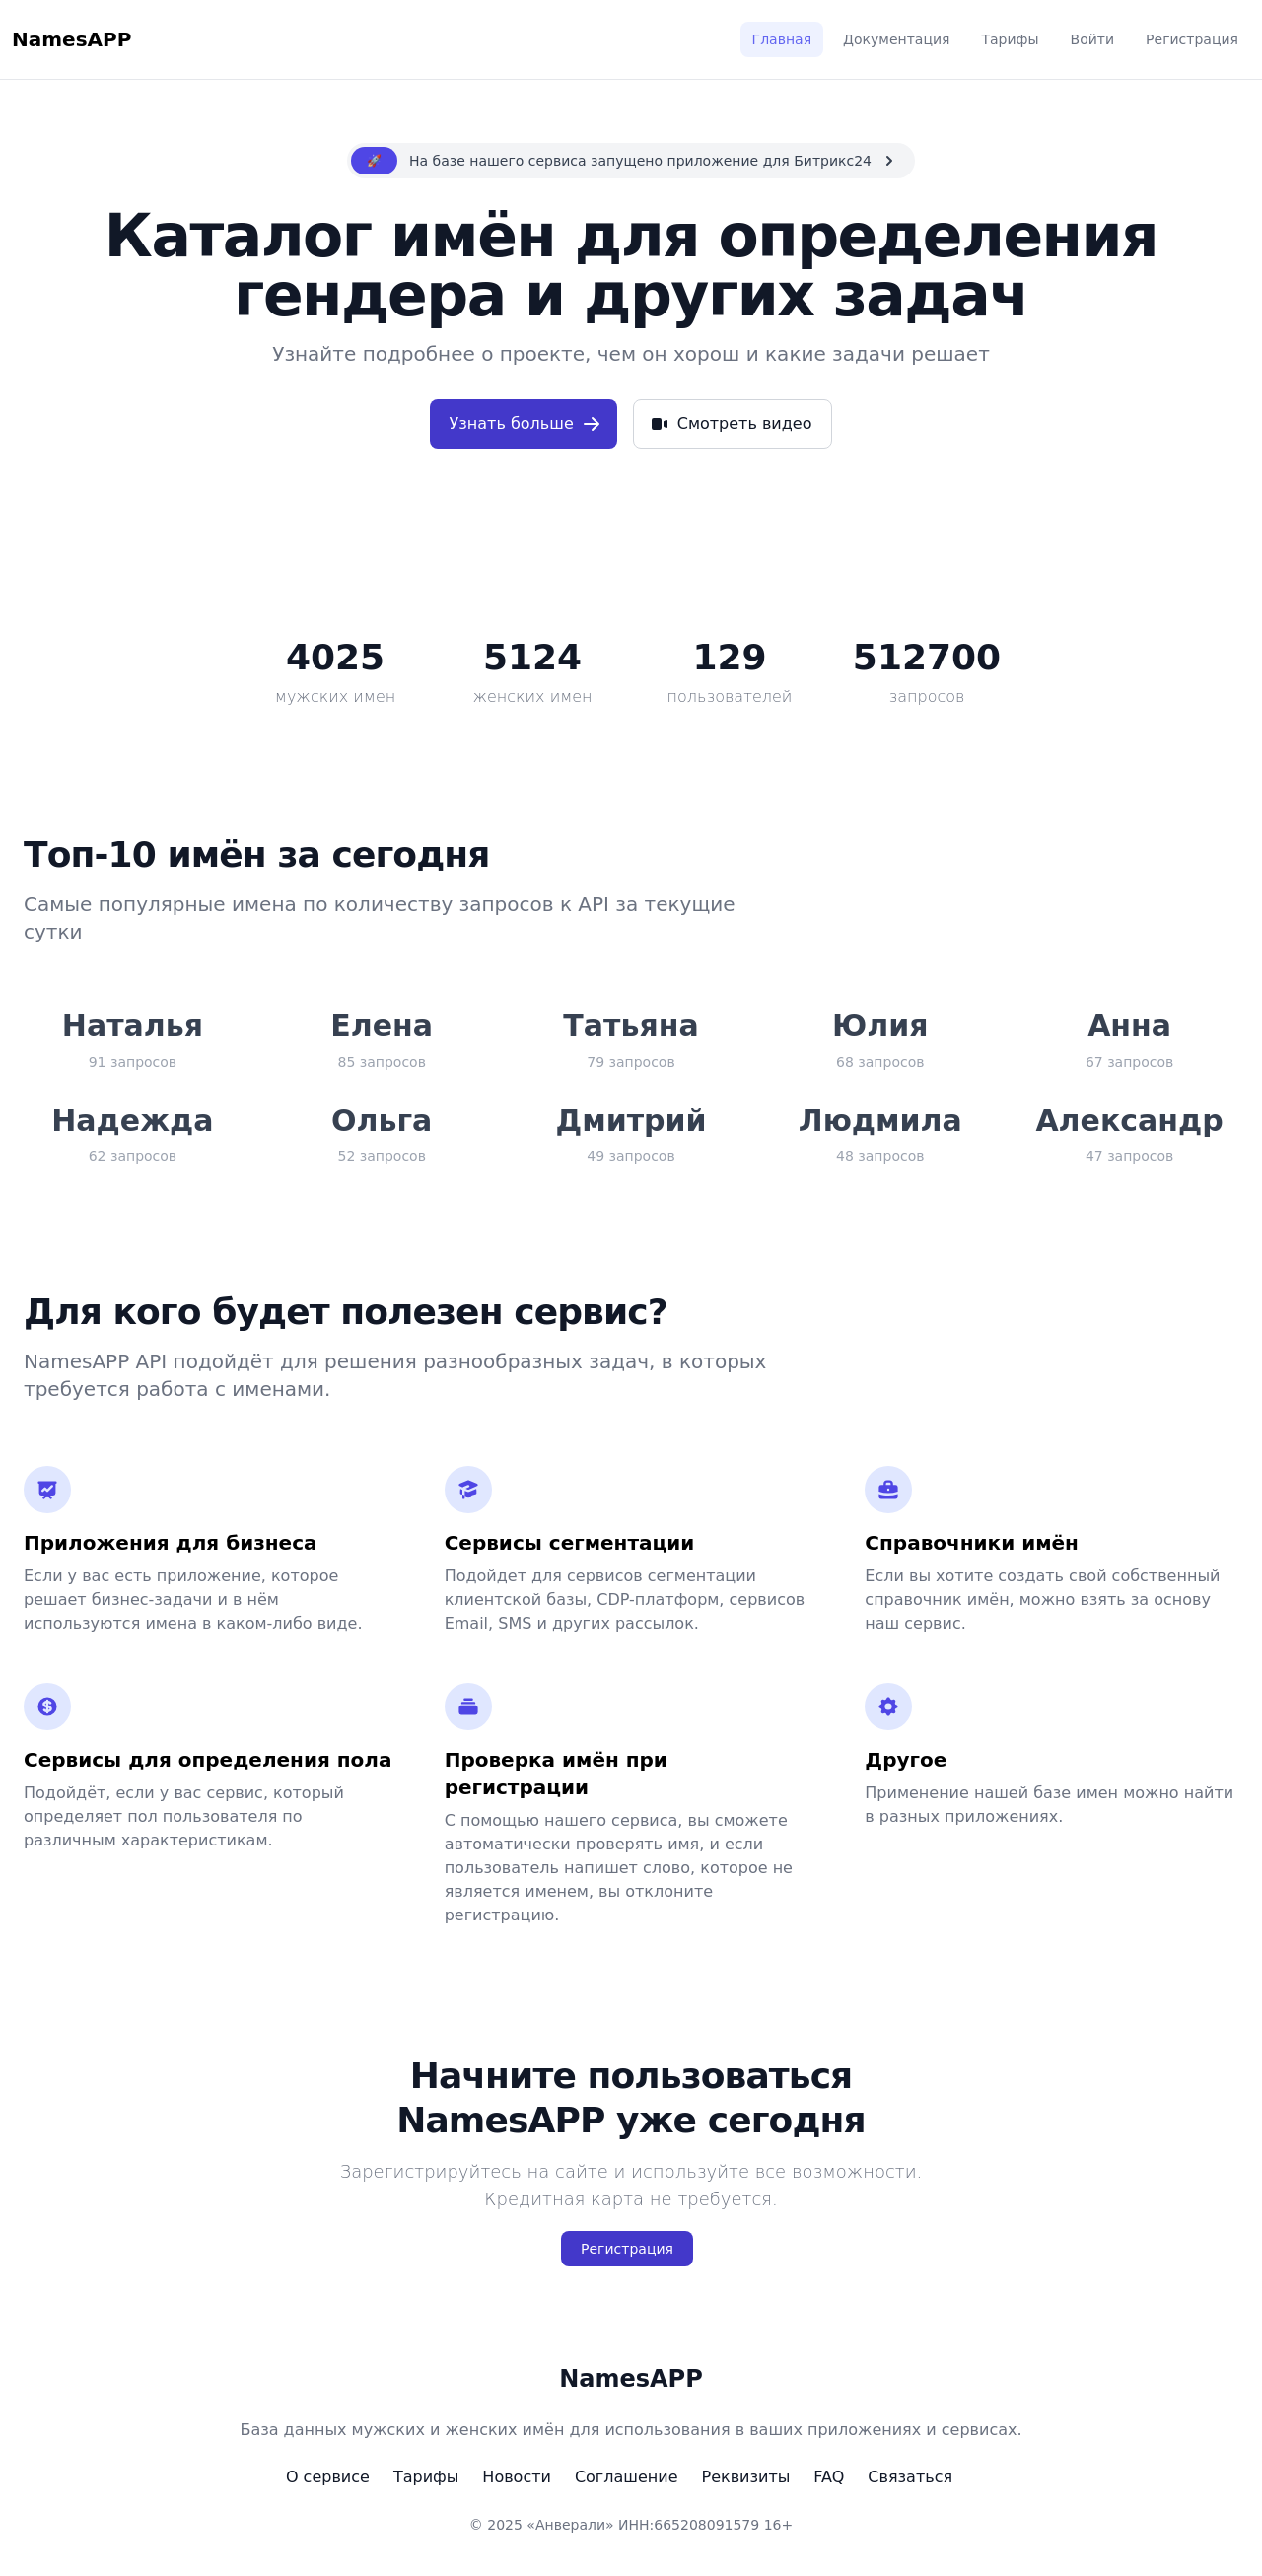 NamesAPP
Главная
Документация
Тарифы
Войти
Регистрация
🚀 На базе нашего сервиса запущено приложение для Битрикс24
Каталог имён для определения
гендера и других задач
Узнайте подробнее о проекте, чем он хорош и какие задачи решает
Узнать больше
Смотреть видео
4025
мужских имен
5124
женских имен
129
пользователей
512700
запросов
Топ-10 имён за сегодня
Самые популярные имена по количеству запросов к API за текущие
сутки
Наталья
91 запросов
Елена
85 запросов
Татьяна
79 запросов
Юлия
68 запросов
Анна
67 запросов
Надежда
62 запросов
Ольга
52 запросов
Дмитрий
49 запросов
Людмила
48 запросов
Александр
47 запросов
Для кого будет полезен сервис?
NamesAPP API подойдёт для решения разнообразных задач, в которых
требуется работа с именами.
Приложения для бизнеса
Если у вас есть приложение, которое
решает бизнес-задачи и в нём
используются имена в каком-либо виде.
Сервисы сегментации
Подойдет для сервисов сегментации
клиентской базы, CDP-платформ, сервисов
Email, SMS и других рассылок.
Справочники имён
Если вы хотите создать свой собственный
справочник имён, можно взять за основу
наш сервис.
Сервисы для определения пола
Подойдёт, если у вас сервис, который
определяет пол пользователя по
различным характеристикам.
Проверка имён при
регистрации
С помощью нашего сервиса, вы сможете
автоматически проверять имя, и если
пользователь напишет слово, которое не
является именем, вы отклоните
регистрацию.
Другое
Применение нашей базе имен можно найти
в разных приложениях.
Начните пользоваться
NamesAPP уже сегодня
Зарегистрируйтесь на сайте и используйте все возможности.
Кредитная карта не требуется.
Регистрация
NamesAPP
База данных мужских и женских имён для использования в ваших приложениях и сервисах.
О сервисе
Тарифы
Новости
Соглашение
Реквизиты
FAQ
Связаться
© 2025 «Анверали» ИНН:665208091579 16+